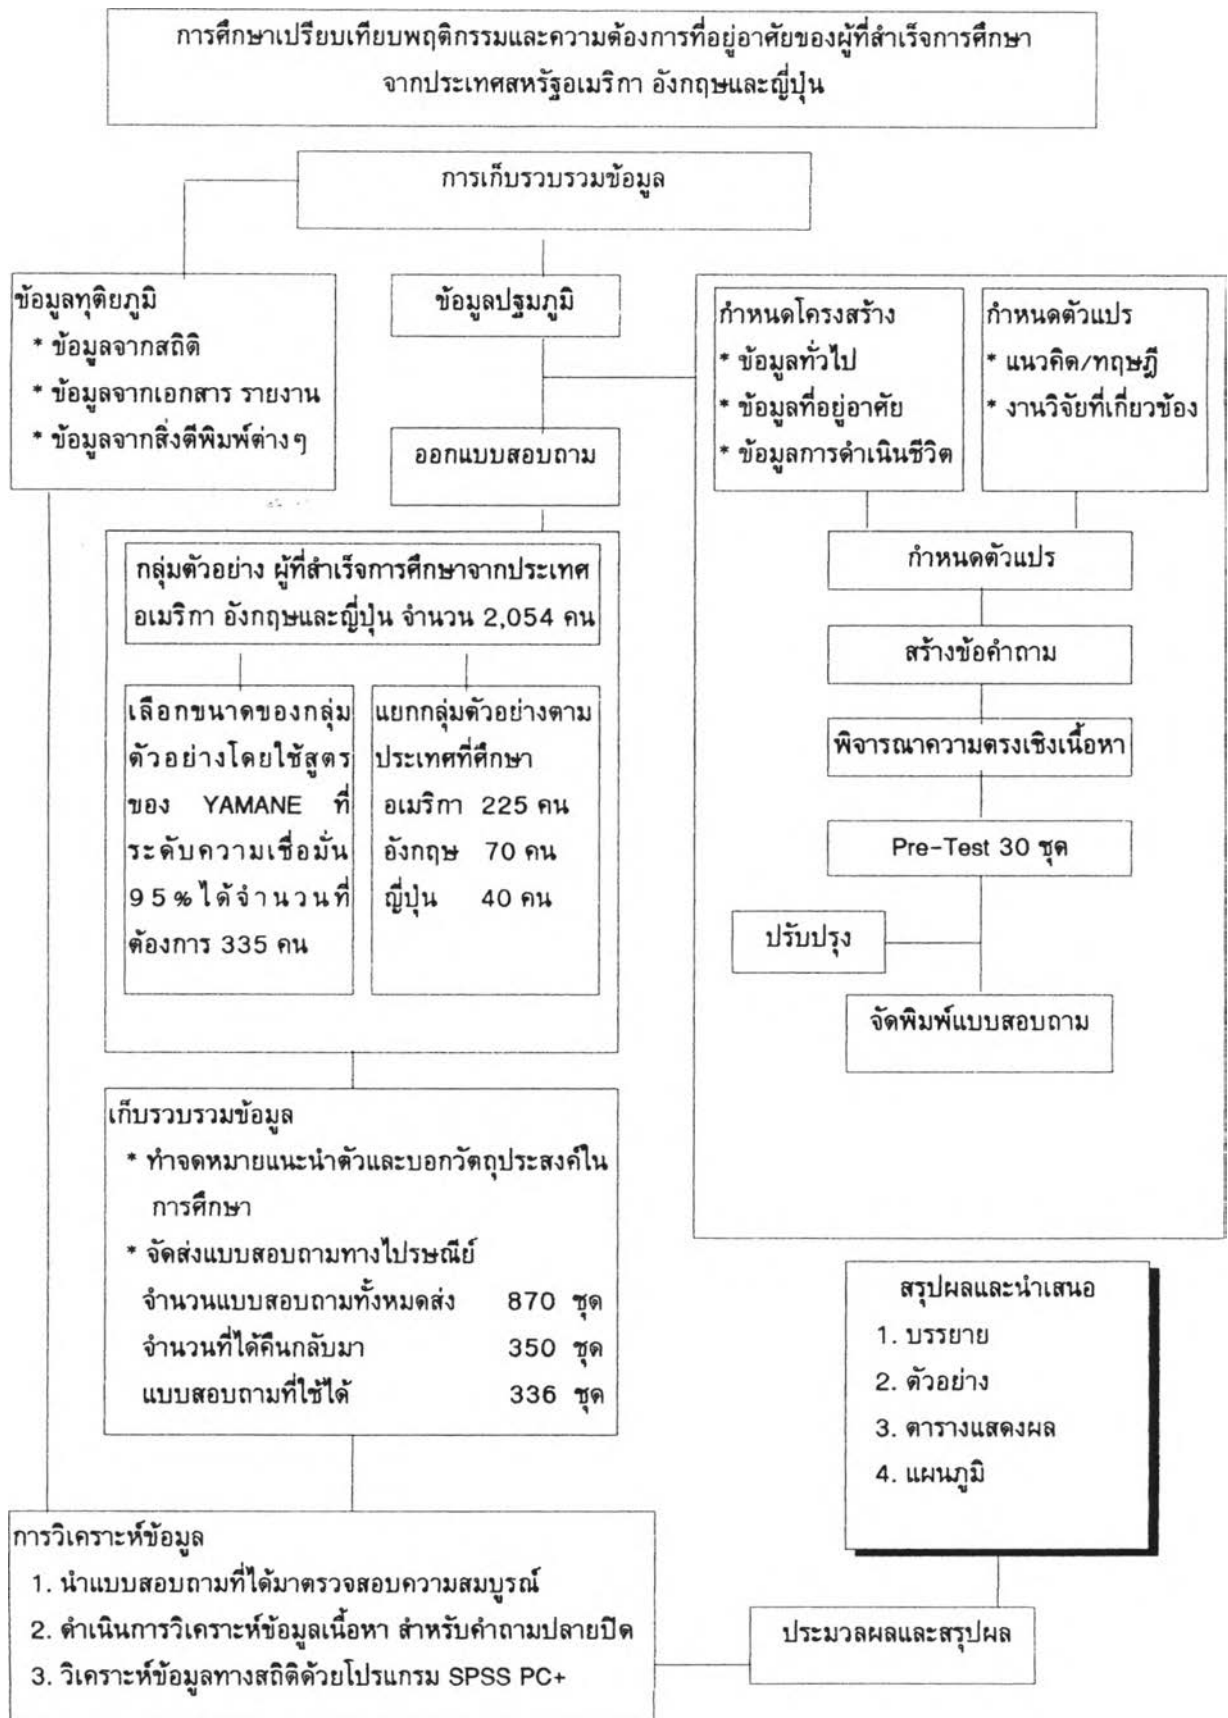 การศึกษาเปรียบเทียบพฤติกรรมและความต้องการที่อยู่อาศัยของผู้ที่สำเร็จการศึกษา
จากประเทศสหรัฐอเมริกา อังกฤษและญี่ปุ่น
การเก็บรวบรวมข้อมูล
ข้อมูลทุติยภูมิ
* ข้อมูลจากสถิติ
* ข้อมูลจากเอกสาร รายงาน
* ข้อมูลจากสิ่งตีพิมพ์ต่างๆ
ข้อมูลปฐมภูมิ
ออกแบบสอบถาม
กำหนดโครงสร้าง
* ข้อมูลทั่วไป
* ข้อมูลที่อยู่อาศัย
* ข้อมูลการดำเนินชีวิต
กำหนดตัวแปร
* แนวคิด/ทฤษฎี
* งานวิจัยที่เกี่ยวข้อง
กำหนดตัวแปร
สร้างข้อคำถาม
พิจารณาความตรงเชิงเนื้อหา
Pre-Test 30 ชุด
ปรับปรุง
จัดพิมพ์แบบสอบถาม
กลุ่มตัวอย่าง ผู้ที่สำเร็จการศึกษาจากประเทศ
อเมริกา อังกฤษและญี่ปุ่น จำนวน 2,054 คน
เลือกขนาดของกลุ่ม
ตัวอย่างโดยใช้สูตร
ของ YAMANE ที่
ระดับความเชื่อมั่น
95%ได้จำนวนที่
ต้องการ 335 คน
แยกกลุ่มตัวอย่างตาม
ประเทศที่ศึกษา
อเมริกา 225 คน
อังกฤษ 70 คน
ญี่ปุ่น 40 คน
เก็บรวบรวมข้อมูล
* ทำจดหมายแนะนำตัวและบอกวัตถุประสงค์ใน
การศึกษา
* จัดส่งแบบสอบถามทางไปรษณีย์
จำนวนแบบสอบถามทั้งหมดส่ง 870 ชุด
จำนวนที่ได้คืนกลับมา 350 ชุด
แบบสอบถามที่ใช้ได้ 336 ชุด
สรุปผลและนำเสนอ
1. บรรยาย
2. ตัวอย่าง
3. ตารางแสดงผล
4. แผนภูมิ
การวิเคราะห์ข้อมูล
1. นำแบบสอบถามที่ได้มาตรวจสอบความสมบูรณ์
2. ดำเนินการวิเคราะห์ข้อมูลเนื้อหา สำหรับคำถามปลายปิด
3. วิเคราะห์ข้อมูลทางสถิติด้วยโปรแกรม SPSS PC+
ประมวลผลและสรุปผล